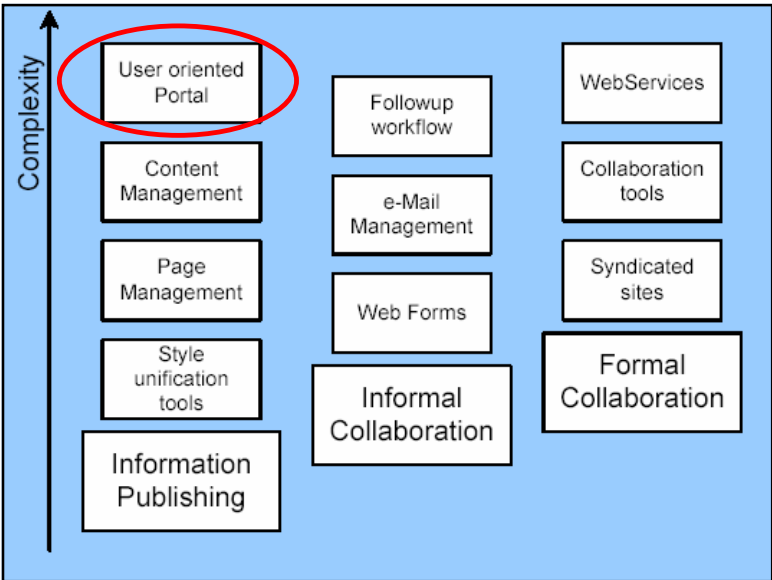 Complexity
User oriented
Portal
Content
Management
Page
Management
Style
unification
tools
Information
Publishing
Followup
workflow
e-Mail
Management
Web Forms
Informal
Collaboration
WebServices
Collaboration
tools
Syndicated
sites
Formal
Collaboration